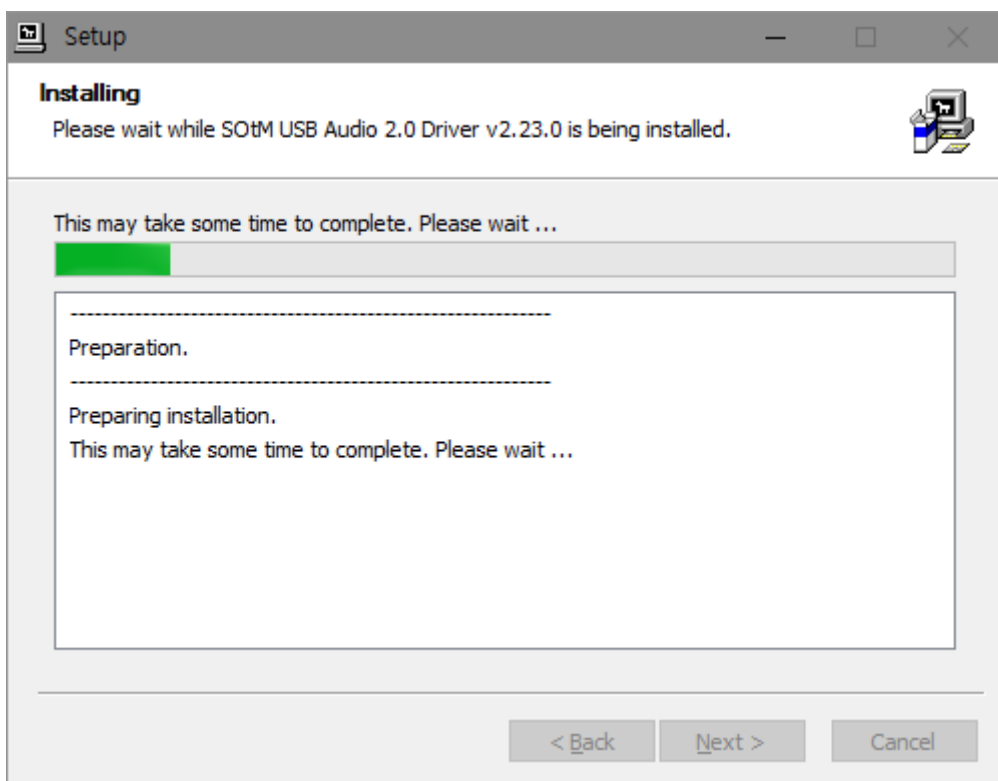 Setup
Installing
Please wait while SOtM USB Audio 2.0 Driver v2.23.0 is being installed.
This may take some time to complete. Please wait ...
------------------------------------------------------------
Preparation.
------------------------------------------------------------
Preparing installation.
This may take some time to complete. Please wait ...
< Back
Next >
Cancel